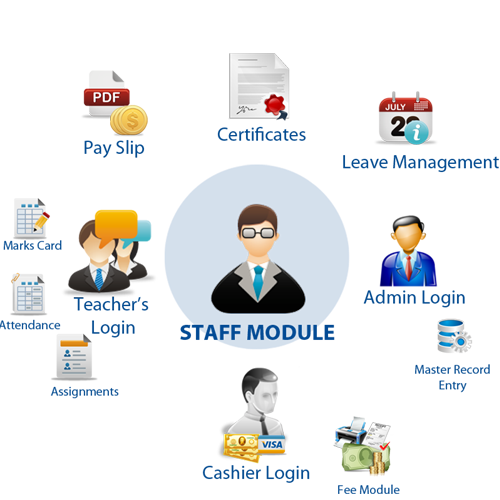 PDF
$
Pay Slip
Certificates
JULY
i
Leave Management
Marks Card
Attendance
Assignments
Teacher's
Login
STAFF MODULE
Admin Login
Master Record
Entry
VISA
Cashier Login
Fee Module